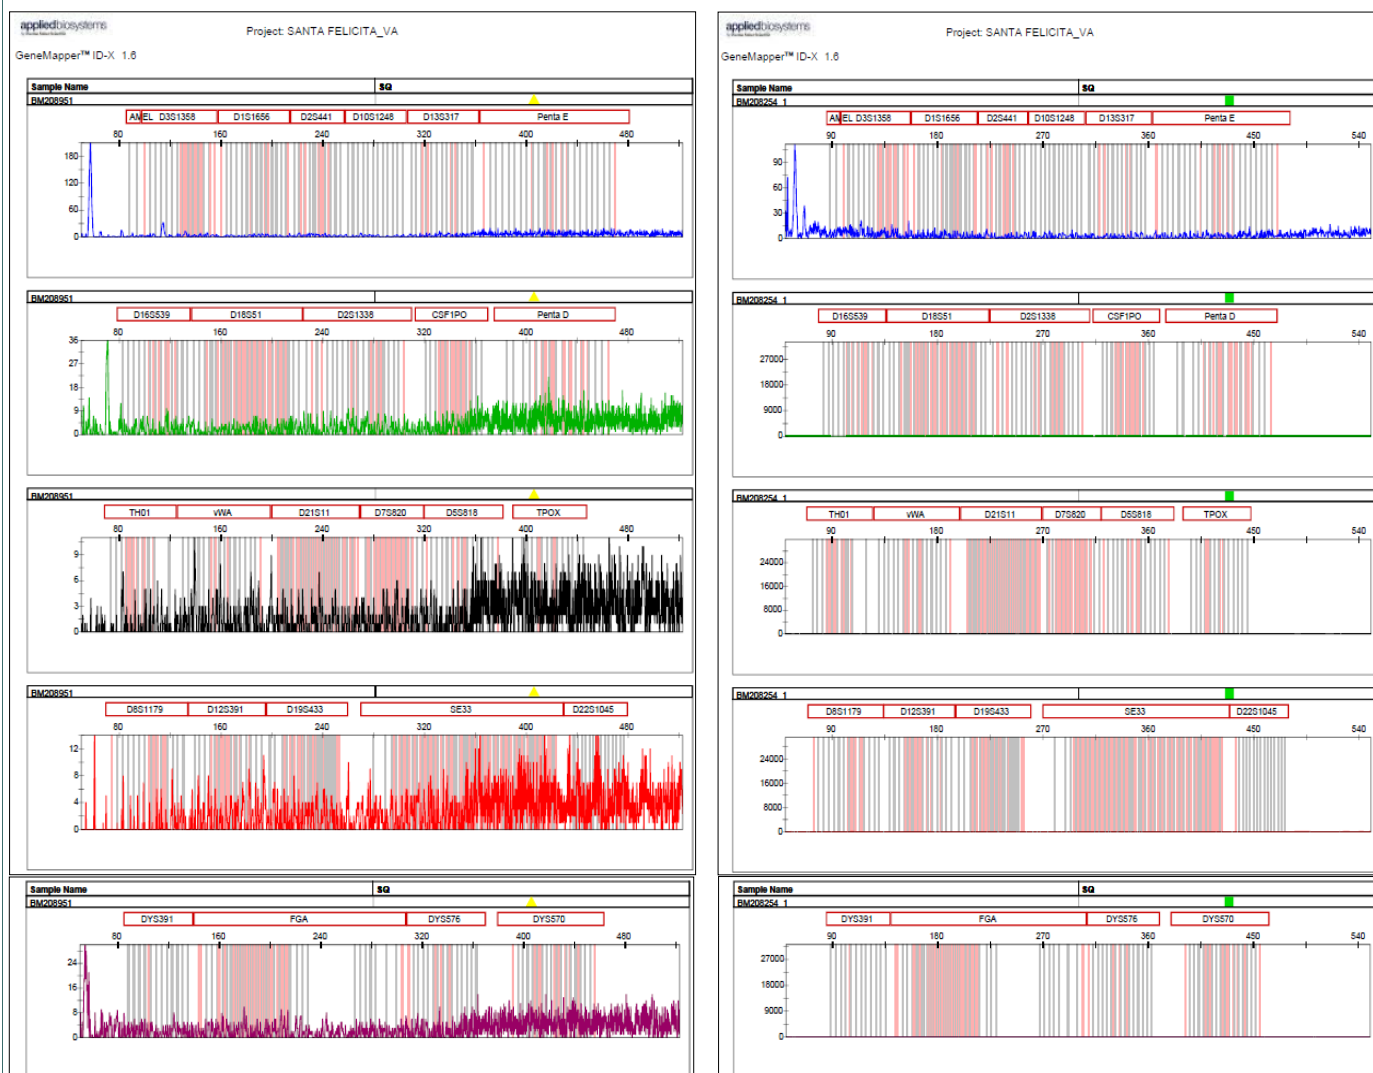 appliedbiosystems
Project: SANTA FELICITA_VA
GeneMapper™ ID-X 1.6
Sample Name SQ
BM208951
AMEL D3S1358 D1S1656 D2S441 D10S1248 D13S317 Penta E
80 160 240 320 400 480
180
120
60
0
BM208951
D16S539 D18S51 D2S1338 CSF1PO Penta D
80 160 240 320 400 480
36
27
18
9
0
BM208951
TH01 vWA D21S11 D7S820 D5S818 TPOX
80 160 240 320 400 480
9
6
3
0
BM208951
D8S1179 D12S391 D19S433 SE33 D22S1045
80 160 240 320 400 480
12
8
4
0
Sample Name SQ
BM208951
DYS391 FGA DYS576 DYS570
80 160 240 320 400 480
24
16
8
0
appliedbiosystems
Project: SANTA FELICITA_VA
GeneMapper™ ID-X 1.6
Sample Name SQ
BM208254_1
AMEL D3S1358 D1S1656 D2S441 D10S1248 D13S317 Penta E
90 180 270 360 450 540
90
60
30
0
BM208254_1
D16S539 D18S51 D2S1338 CSF1PO Penta D
90 180 270 360 450 540
27000
18000
9000
0
BM208254_1
TH01 vWA D21S11 D7S820 D5S818 TPOX
90 180 270 360 450 540
24000
16000
8000
0
BM208254_1
D8S1179 D12S391 D19S433 SE33 D22S1045
90 180 270 360 450 540
24000
16000
8000
0
Sample Name SQ
BM208254_1
DYS391 FGA DYS576 DYS570
90 180 270 360 450 540
27000
18000
9000
0